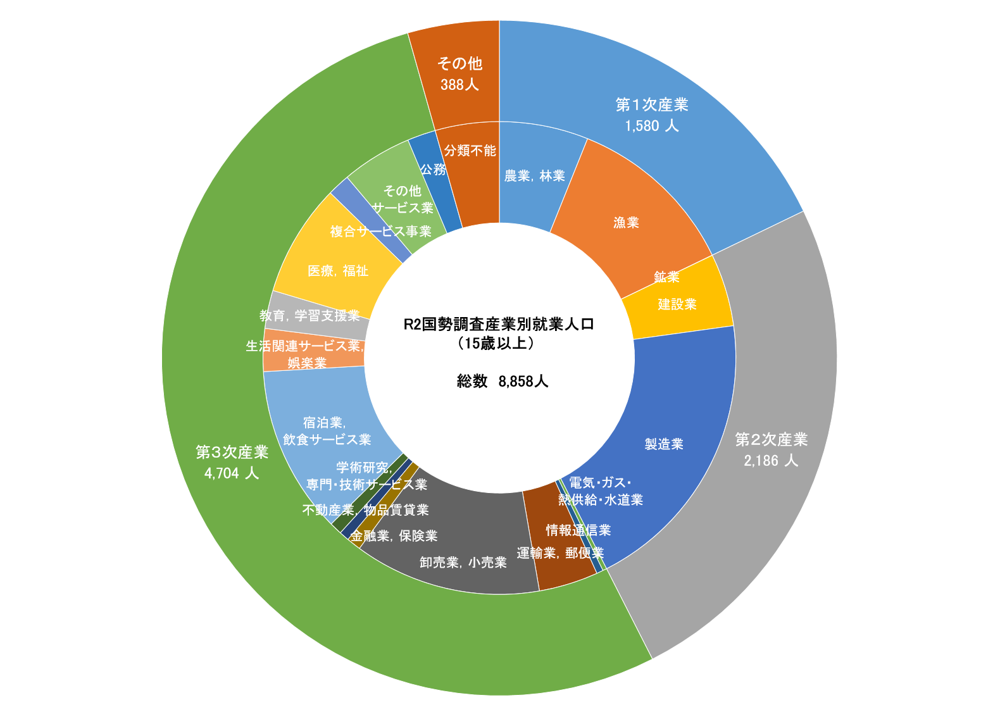 その他
388人
第１次産業
1,580 人
分類不能
農業, 林業
公務
漁業
その他
サービス業
複合サービス事業
医療, 福祉
鉱業
建設業
教育, 学習支援業
生活関連サービス業,
娯楽業
R2国勢調査産業別就業人口
（15歳以上）
総数　8,858人
宿泊業,
飲食サービス業
製造業
第２次産業
2,186 人
第３次産業
4,704 人
学術研究,
専門・技術サービス業
電気・ガス・
熱供給・水道業
不動産業, 物品賃貸業
情報通信業
金融業, 保険業
運輸業, 郵便業
卸売業, 小売業